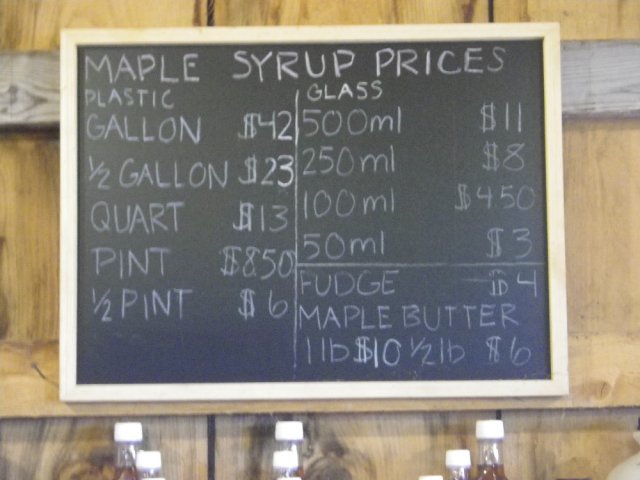 MAPLE SYRUP PRICES
PLASTIC
GALLON $42
½ GALLON $23
QUART $13
PINT $850
½ PINT $6
GLASS
500ml $11
250ml $8
100ml $450
50ml $3
FUDGE $4
MAPLE BUTTER
1lb $10 ½lb $6